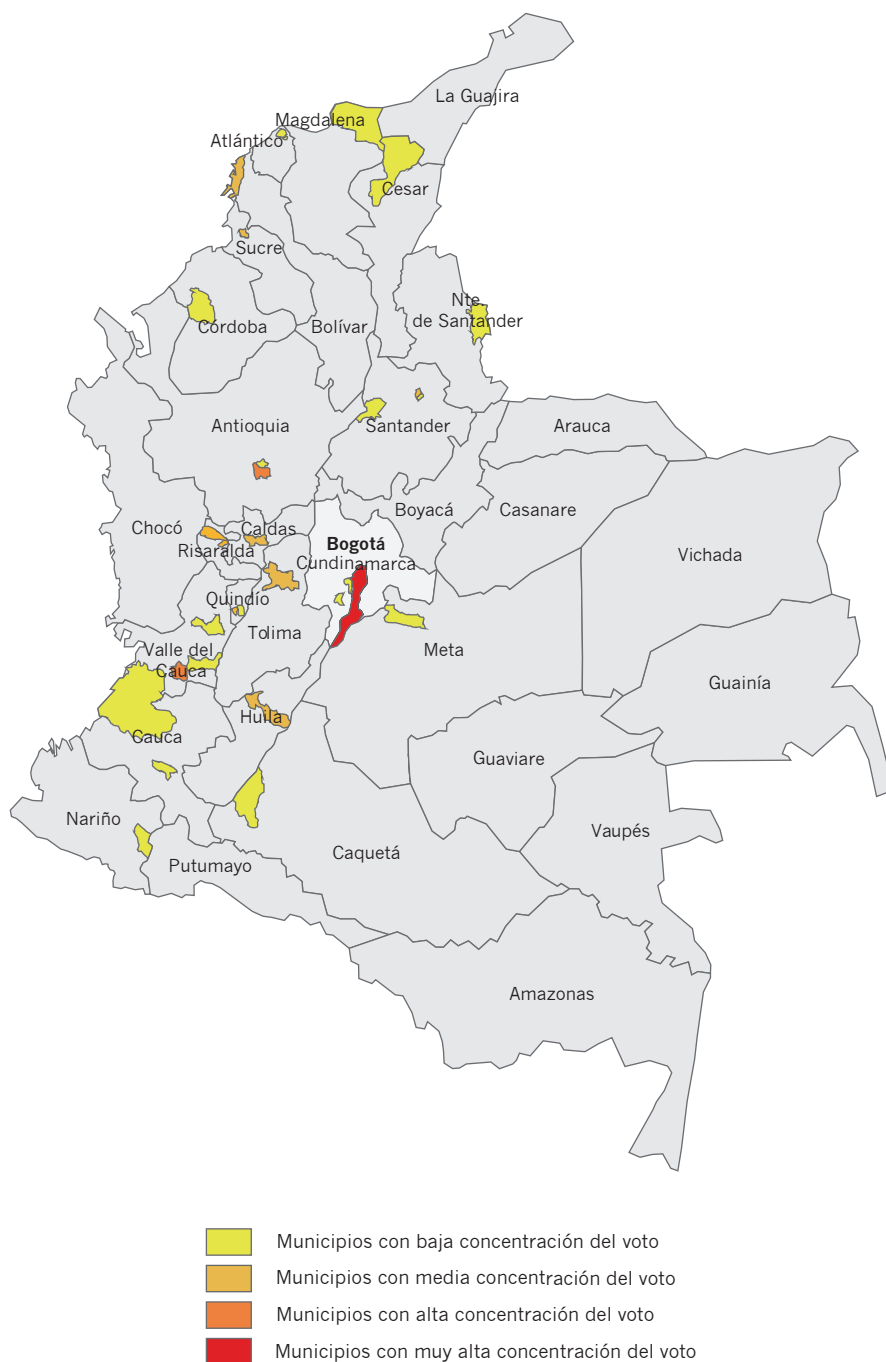 La Guajira
Magdalena
Atlántico
Cesar
Sucre
Nte.
de Santander
Córdoba
Bolívar
Antioquia
Santander
Arauca
Boyacá
Casanare
Chocó
Caldas
Risaralda
Bogotá
Cundinamarca
Vichada
Quindío
Tolima
Valle del
Cauca
Meta
Guainía
Huila
Cauca
Guaviare
Nariño
Vaupés
Caquetá
Putumayo
Amazonas
Municipios con baja concentración del voto
Municipios con media concentración del voto
Municipios con alta concentración del voto
Municipios con muy alta concentración del voto